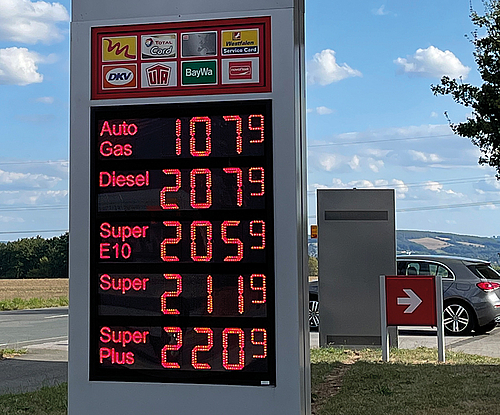 TOTAL
Card
Westfalen
Service Card
DKV
UTA
BayWa
Auto
Gas
107⁹
Diesel
207⁹
Super
E10
205⁹
Super
211⁹
Super
Plus
220⁹